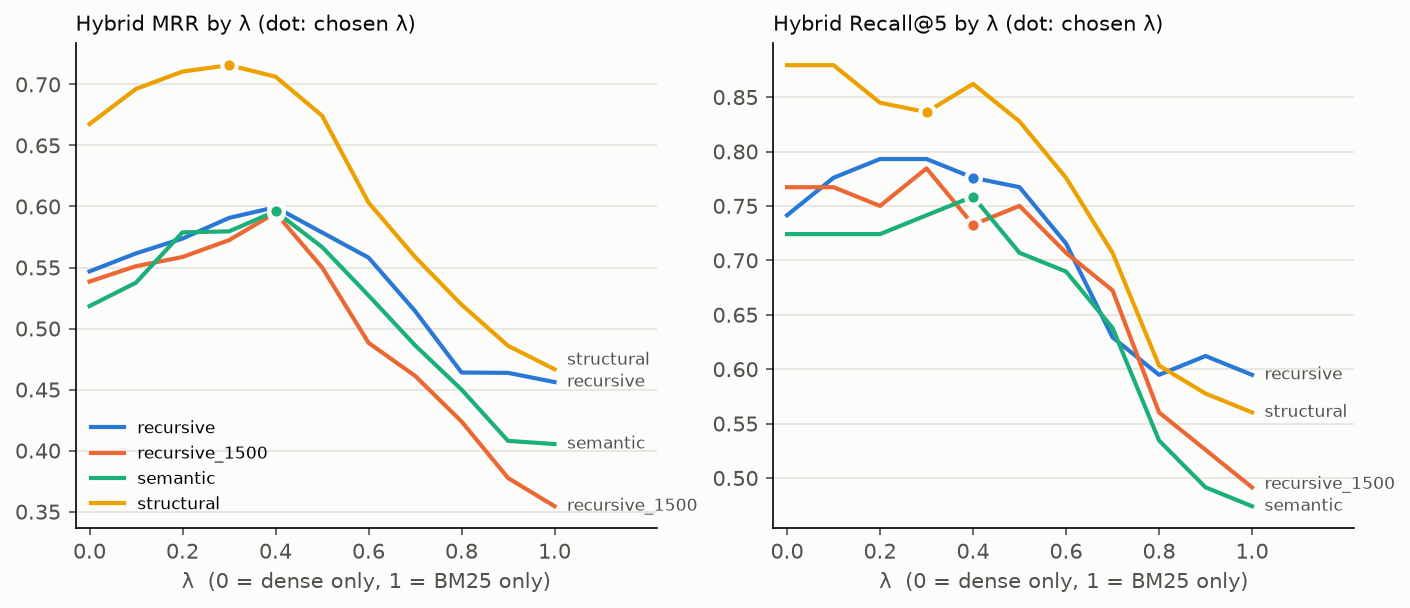 Hybrid MRR by λ (dot: chosen λ)
0.70
0.65
0.60
0.55
0.50
0.45
0.40
0.35
structural
recursive
semantic
recursive_1500
recursive
recursive_1500
semantic
structural
0.0 0.2 0.4 0.6 0.8 1.0
λ (0 = dense only, 1 = BM25 only)
Hybrid Recall@5 by λ (dot: chosen λ)
0.85
0.80
0.75
0.70
0.65
0.60
0.55
0.50
recursive
structural
recursive_1500
semantic
0.0 0.2 0.4 0.6 0.8 1.0
λ (0 = dense only, 1 = BM25 only)